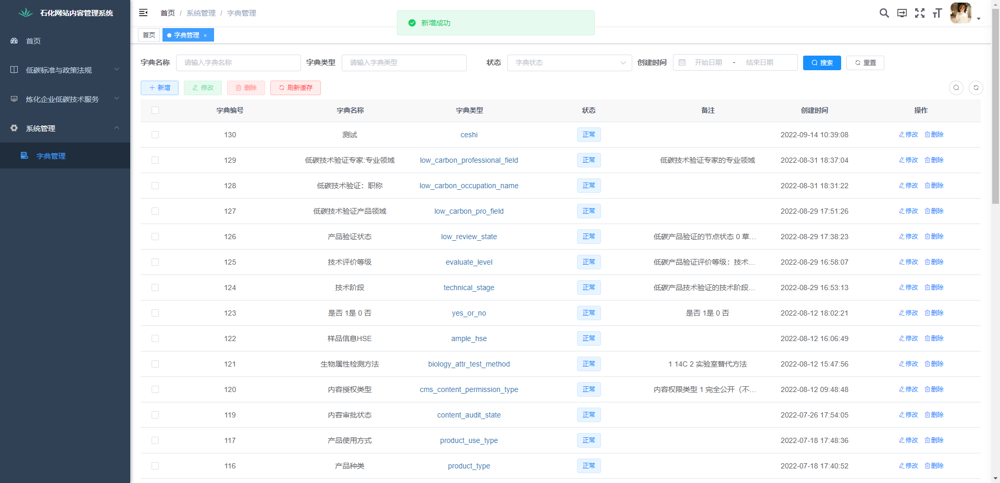 石化网站内容管理系统
首页
低碳标准与政策法规
炼化企业低碳技术服务
系统管理
字典管理
首页 / 系统管理 / 字典管理
新增成功
首页 字典管理 ×
字典名称 请输入字典名称 字典类型 请输入字典类型 状态 字典状态 创建时间 开始日期 - 结束日期 搜索 重置
新增 修改 删除 刷新缓存
字典编号 字典名称 字典类型 状态 备注 创建时间 操作
130 测试 ceshi 正常 2022-09-14 10:39:08 修改 删除
129 低碳技术验证专家:专业领域 low_carbon_professional_field 正常 低碳技术验证专家的专业领域 2022-08-31 18:37:04 修改 删除
128 低碳技术验证：职称 low_carbon_occupation_name 正常 2022-08-31 18:31:22 修改 删除
127 低碳技术验证产品领域 low_carbon_pro_field 正常 2022-08-29 17:51:26 修改 删除
126 产品验证状态 low_review_state 正常 低碳产品验证的节点状态 0 草... 2022-08-29 17:38:23 修改 删除
125 技术评价等级 evaluate_level 正常 低碳产品验证评价等级：技术... 2022-08-29 16:58:07 修改 删除
124 技术阶段 technical_stage 正常 低碳产品技术验证的技术阶段... 2022-08-29 16:53:13 修改 删除
123 是否 1是 0 否 yes_or_no 正常 是否 1是 0 否 2022-08-12 18:02:21 修改 删除
122 样品信息HSE ample_hse 正常 2022-08-12 16:06:49 修改 删除
121 生物属性检测方法 biology_attr_test_method 正常 1 14C 2 实验室替代方法 2022-08-12 15:47:56 修改 删除
120 内容授权类型 cms_content_permission_type 正常 内容权限类型 1 完全公开（不... 2022-08-12 09:48:48 修改 删除
119 内容审批状态 content_audit_state 正常 2022-07-26 17:54:05 修改 删除
117 产品使用方式 product_use_type 正常 2022-07-18 17:48:36 修改 删除
116 产品种类 product_type 正常 2022-07-18 17:40:52 修改 删除